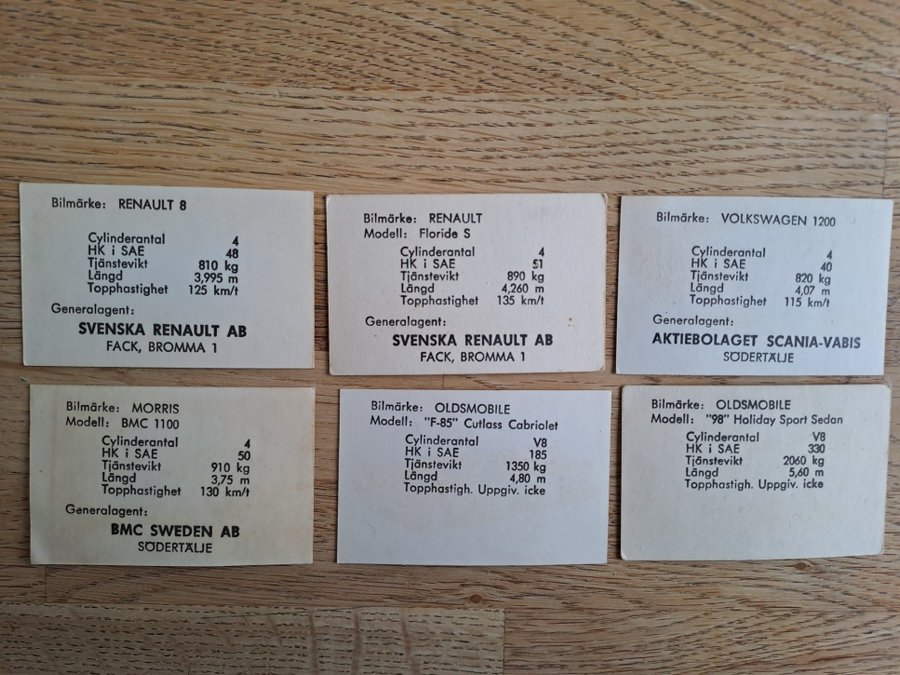 Bilmärke: RENAULT 8
Cylinderantal 4
HK i SAE 48
Tjänstevikt 810 kg
Längd 3,995 m
Topphastighet 125 km/t
Generalagent:
SVENSKA RENAULT AB
FACK, BROMMA 1
Bilmärke: RENAULT
Modell: Floride S
Cylinderantal 4
HK i SAE 51
Tjänstevikt 890 kg
Längd 4,260 m
Topphastighet 135 km/t
Generalagent:
SVENSKA RENAULT AB
FACK, BROMMA 1
Bilmärke: VOLKSWAGEN 1200
Cylinderantal 4
HK i SAE 40
Tjänstevikt 820 kg
Längd 4,07 m
Topphastighet 115 km/t
Generalagent:
AKTIEBOLAGET SCANIA-VABIS
SÖDERTÄLJE
Bilmärke: MORRIS
Modell: BMC 1100
Cylinderantal 4
HK i SAE 50
Tjänstevikt 910 kg
Längd 3,75 m
Topphastighet 130 km/t
Generalagent:
BMC SWEDEN AB
SÖDERTÄLJE
Bilmärke: OLDSMOBILE
Modell: "F-85" Cutlass Cabriolet
Cylinderantal V8
HK i SAE 185
Tjänstevikt 1350 kg
Längd 4,80 m
Topphastigh. Uppgiv. icke
Bilmärke: OLDSMOBILE
Modell: "98" Holiday Sport Sedan
Cylinderantal V8
HK i SAE 330
Tjänstevikt 2060 kg
Längd 5,60 m
Topphastigh. Uppgiv. icke